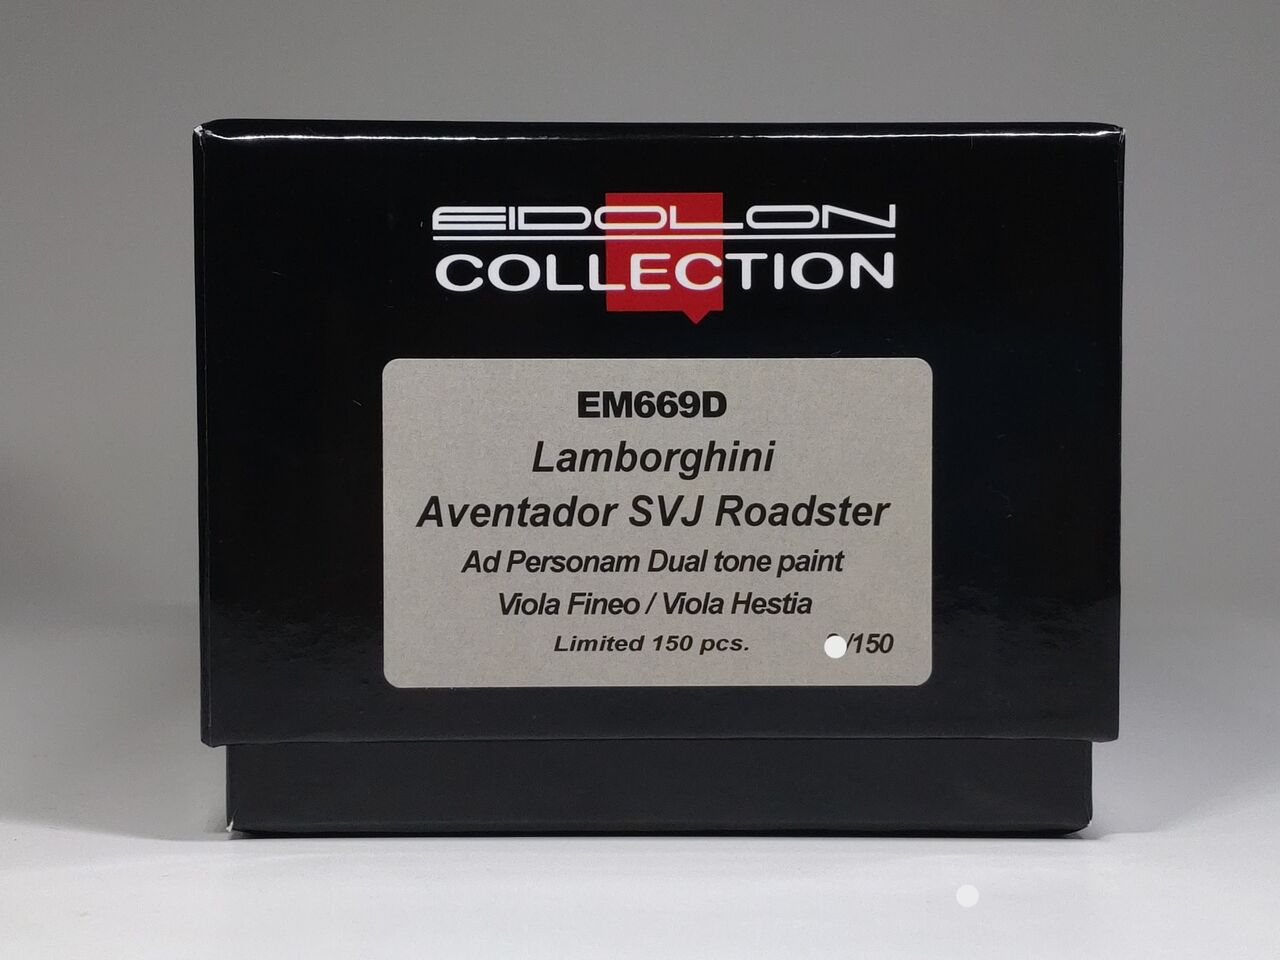 EIDOLON
COLLECTION
EM669D
Lamborghini
Aventador SVJ Roadster
Ad Personam Dual tone paint
Viola Fineo / Viola Hestia
Limited 150 pcs. /150